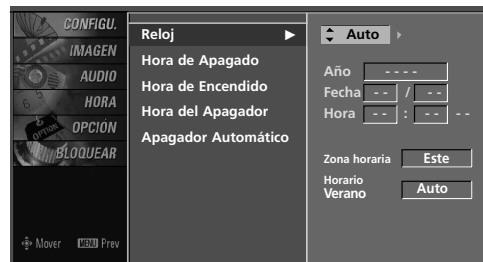 CONFIGU.
IMAGEN
AUDIO
HORA
OPCIÓN
BLOQUEAR
Mover MENU Prev
Reloj
Hora de Apagado
Hora de Encendido
Hora del Apagador
Apagador Automático
Auto
Año - - - -
Fecha - - / - -
Hora - - : - - - -
Zona horaria Este
Horario
Verano Auto